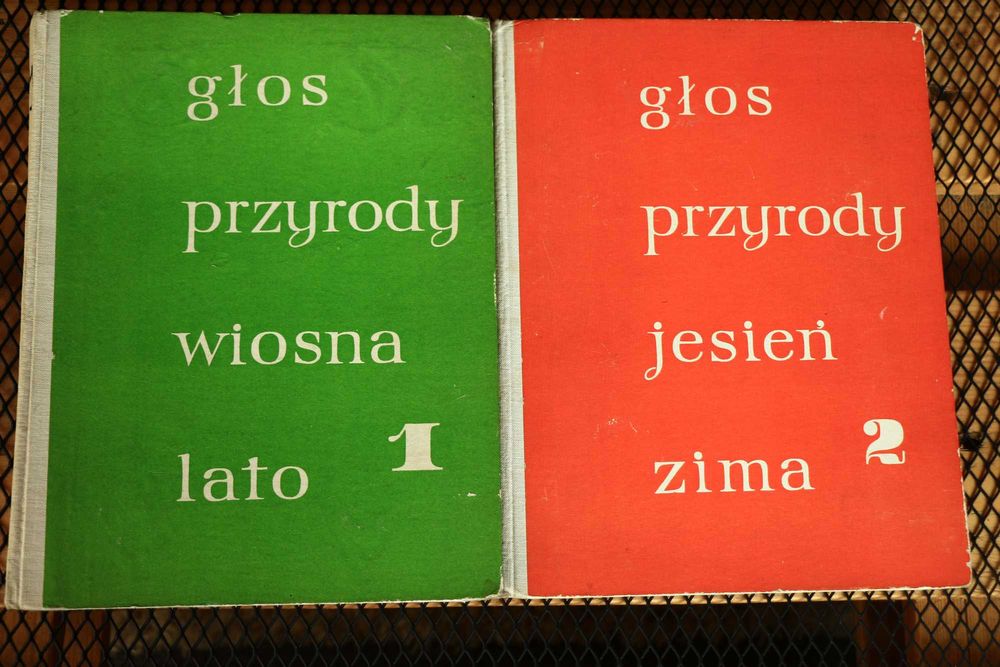 głos
przyrody
wiosna
lato 1
głos
przyrody
jesień
zima 2